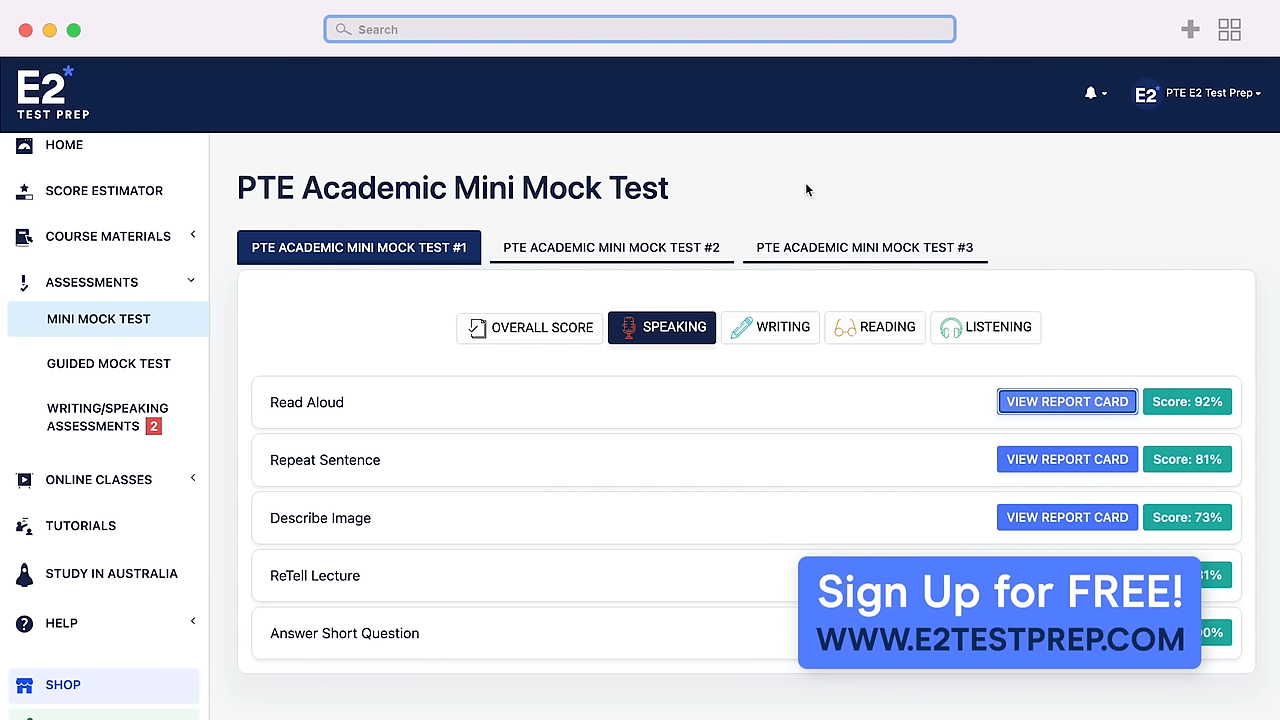 Search
E2*
TEST PREP
E2* PTE E2 Test Prep
HOME
SCORE ESTIMATOR
COURSE MATERIALS
ASSESSMENTS
MINI MOCK TEST
GUIDED MOCK TEST
WRITING/SPEAKING
ASSESSMENTS 2
ONLINE CLASSES
TUTORIALS
STUDY IN AUSTRALIA
HELP
SHOP
PTE Academic Mini Mock Test
PTE ACADEMIC MINI MOCK TEST #1
PTE ACADEMIC MINI MOCK TEST #2
PTE ACADEMIC MINI MOCK TEST #3
OVERALL SCORE
SPEAKING
WRITING
READING
LISTENING
Read Aloud VIEW REPORT CARD Score: 92%
Repeat Sentence VIEW REPORT CARD Score: 81%
Describe Image VIEW REPORT CARD Score: 73%
ReTell Lecture
Answer Short Question
Sign Up for FREE!
WWW.E2TESTPREP.COM